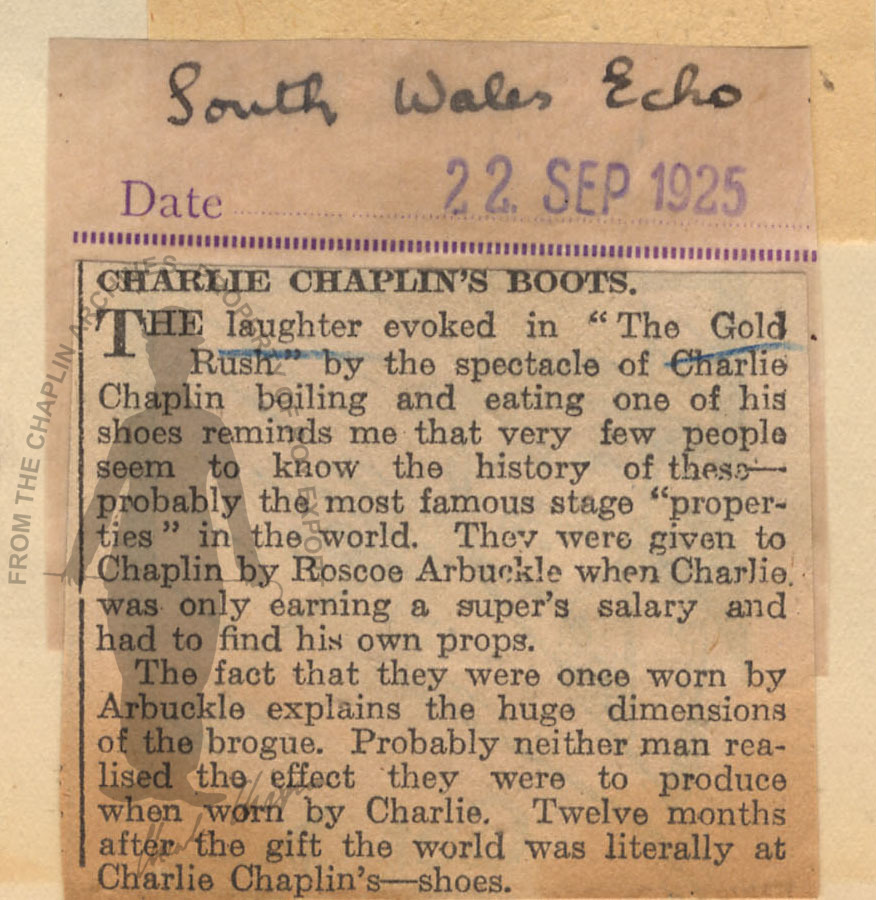 South Wales Echo
Date 22. SEP 1925
CHARLIE CHAPLIN'S BOOTS.
THE laughter evoked in "The Gold
Rush" by the spectacle of Charlie
Chaplin boiling and eating one of his
shoes reminds me that very few people
seem to know the history of these—
probably the most famous stage "proper-
ties" in the world. They were given to
Chaplin by Roscoe Arbuckle when Charlie
was only earning a super's salary and
had to find his own props.
The fact that they were once worn by
Arbuckle explains the huge dimensions
of the brogue. Probably neither man rea-
lised the effect they were to produce
when worn by Charlie. Twelve months
after the gift the world was literally at
Charlie Chaplin's—shoes.
FROM THE CHAPLIN ARCHIVES. PROPERTY OF ROY EXPORT